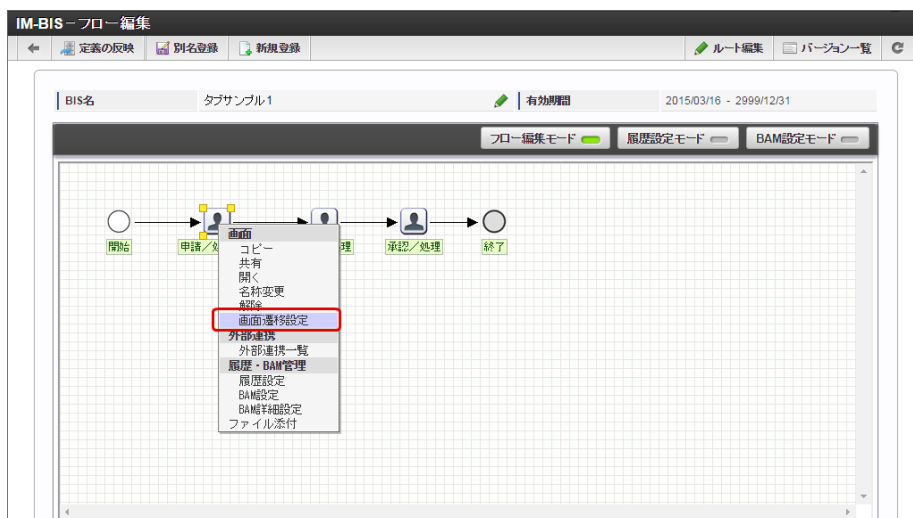 IM-BIS－フロー編集
定義の反映 別名登録 新規登録 ルート編集 バージョン一覧
BIS名 タブサンプル1 有効期間 2015/03/16 - 2999/12/31
フロー編集モード 履歴設定モード BAM設定モード
開始 申請／処 理 承認／処理 終了
画面
コピー
共有
開く
名称変更
解除
画面遷移設定
外部連携
外部連携一覧
履歴・BAM管理
履歴設定
BAM設定
BAM詳細設定
ファイル添付